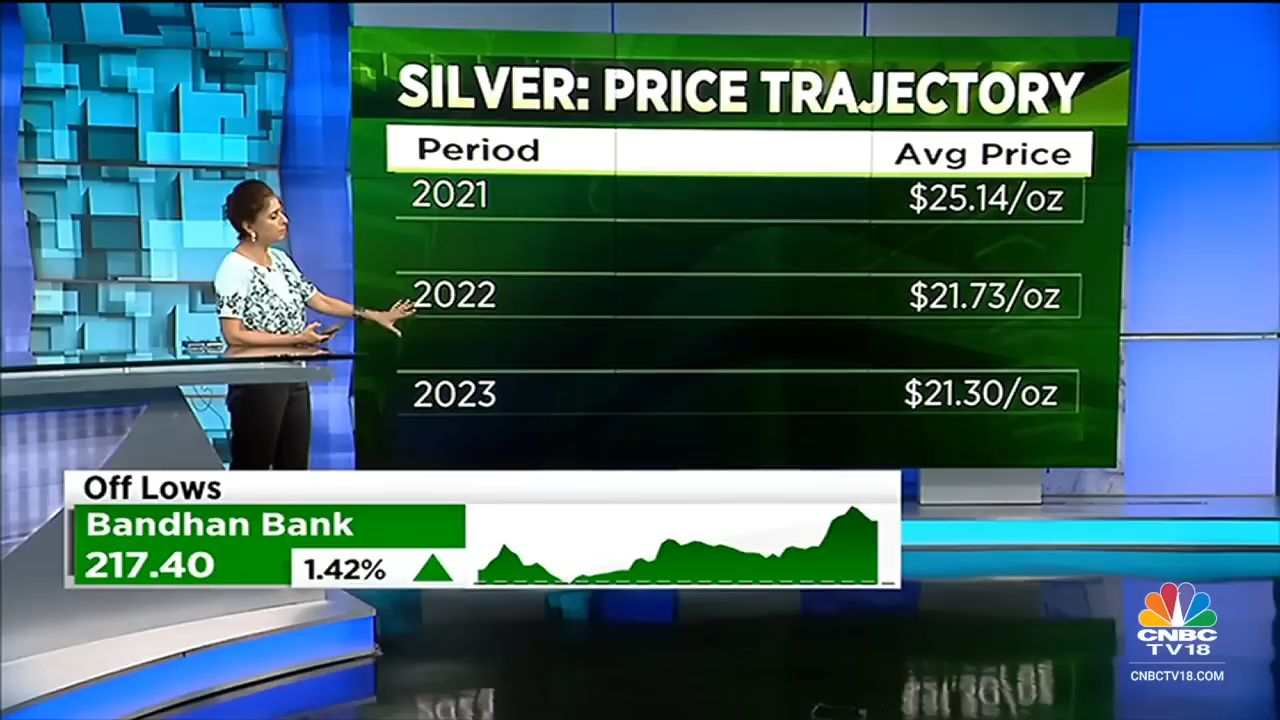 SILVER: PRICE TRAJECTORY
Period Avg Price
2021 $25.14/oz
2022 $21.73/oz
2023 $21.30/oz
Off Lows
Bandhan Bank
217.40 1.42%
CNBC
TV18
CNBCTV18.COM